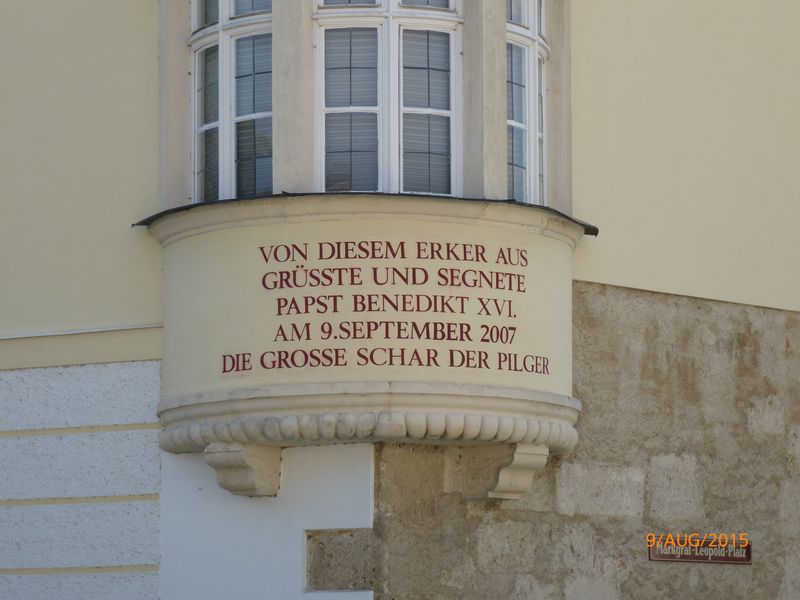 VON DIESEM ERKER AUS
GRÜSSTE UND SEGNETE
PAPST BENEDIKT XVI.
AM 9.SEPTEMBER 2007
DIE GROSSE SCHAR DER PILGER
9/AUG/2015
Markgraf-Leopold-Platz